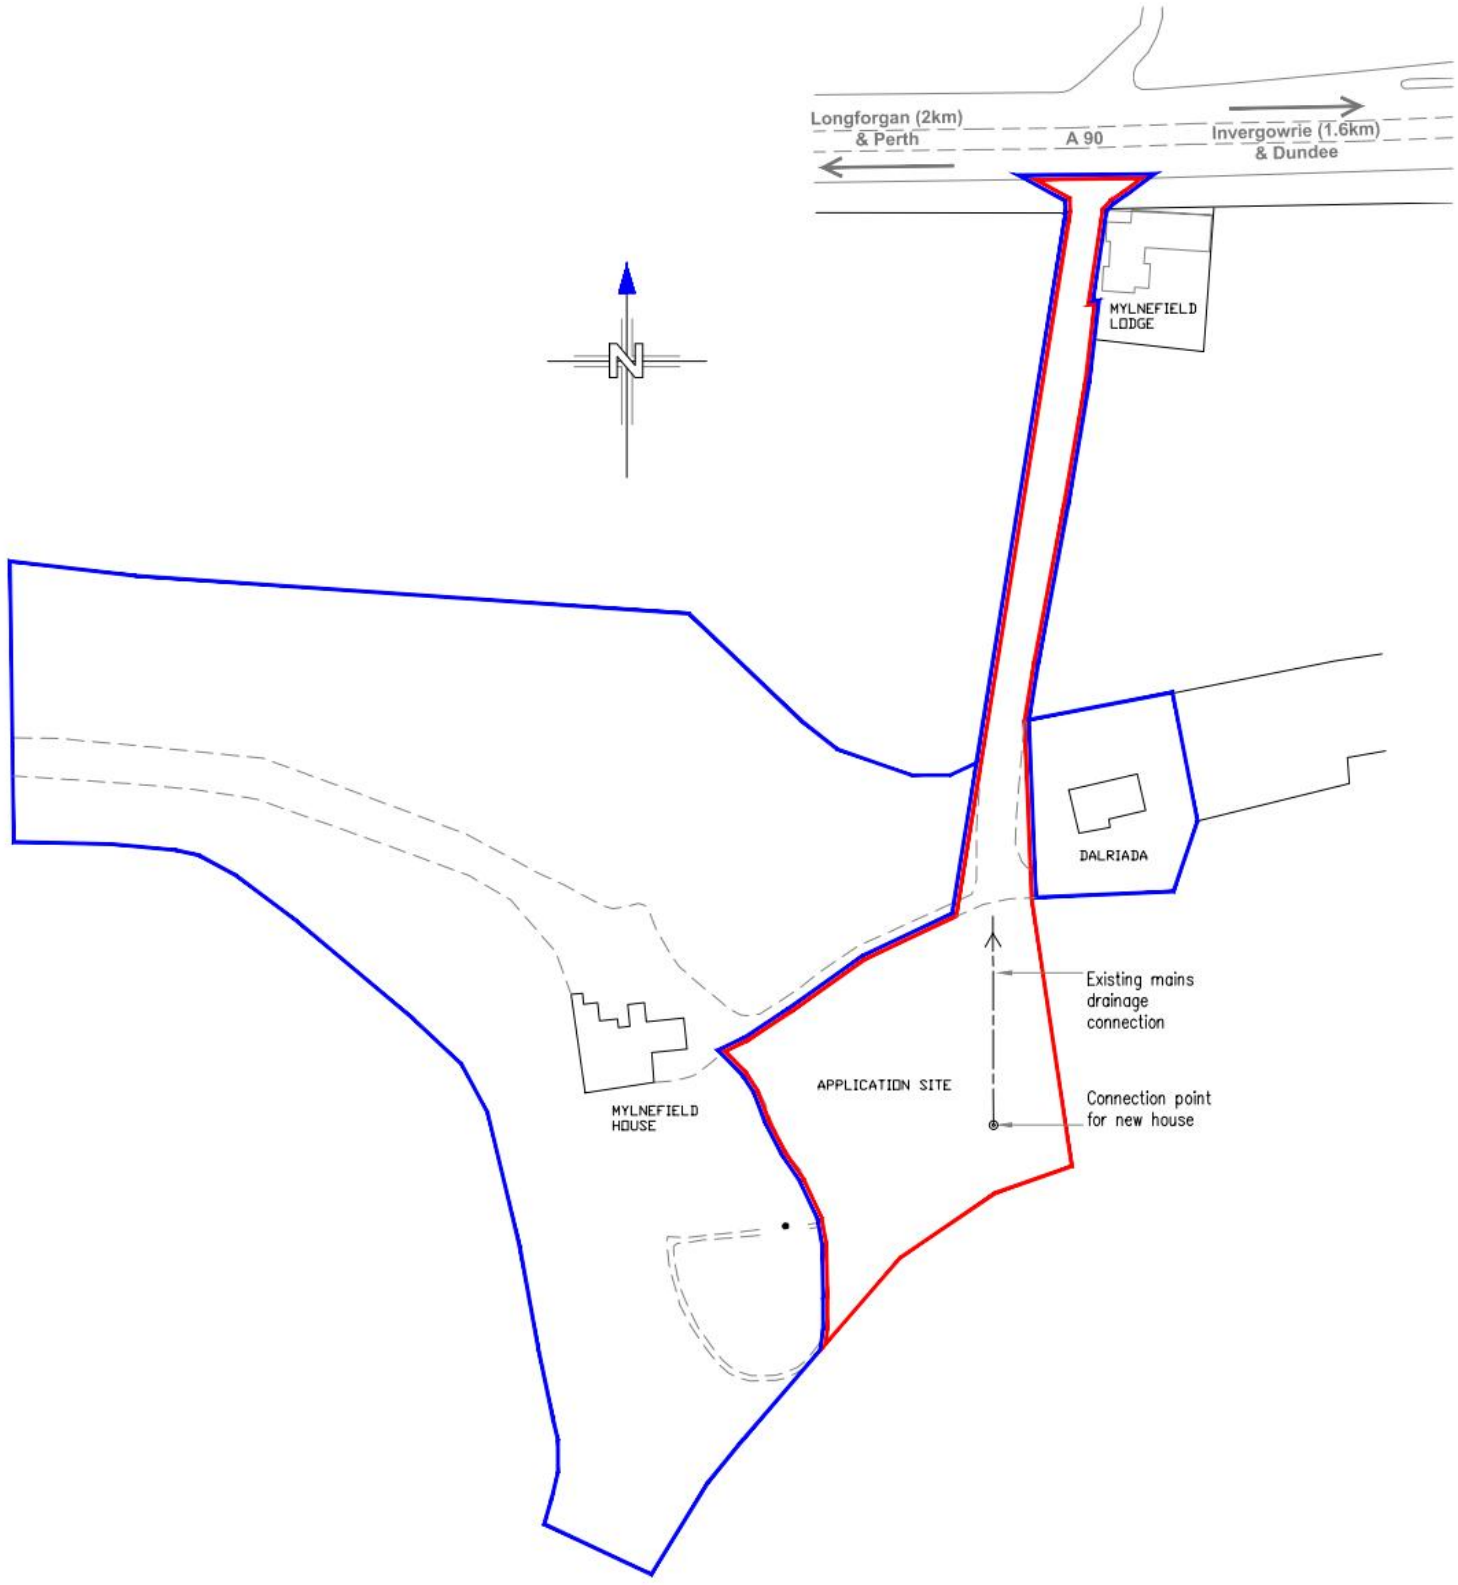 Longforgan (2km)
& Perth
A 90
Invergowrie (1.6km)
& Dundee
MYLNEFIELD
LODGE
N
DALRIADA
Existing mains
drainage
connection
APPLICATION SITE
Connection point
for new house
MYLNEFIELD
HOUSE